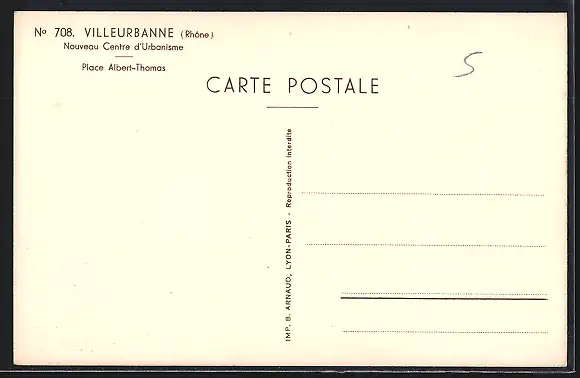 Nº 708. VILLEURBANNE (Rhône)
Nouveau Centre d'Urbanisme
Place Albert-Thomas
CARTE POSTALE
5
IMP. B. ARNAUD, LYON-PARIS - Reproduction interdite